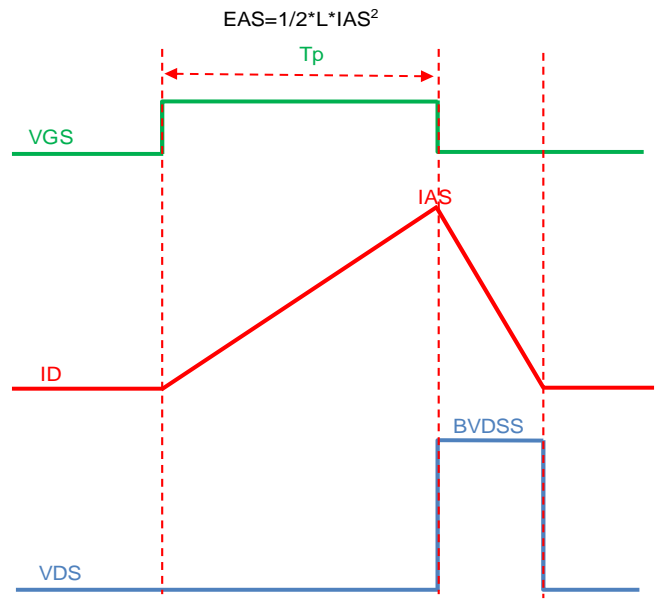 EAS=1/2*L*IAS²
Tp
VGS
IAS
ID
BVDSS
VDS